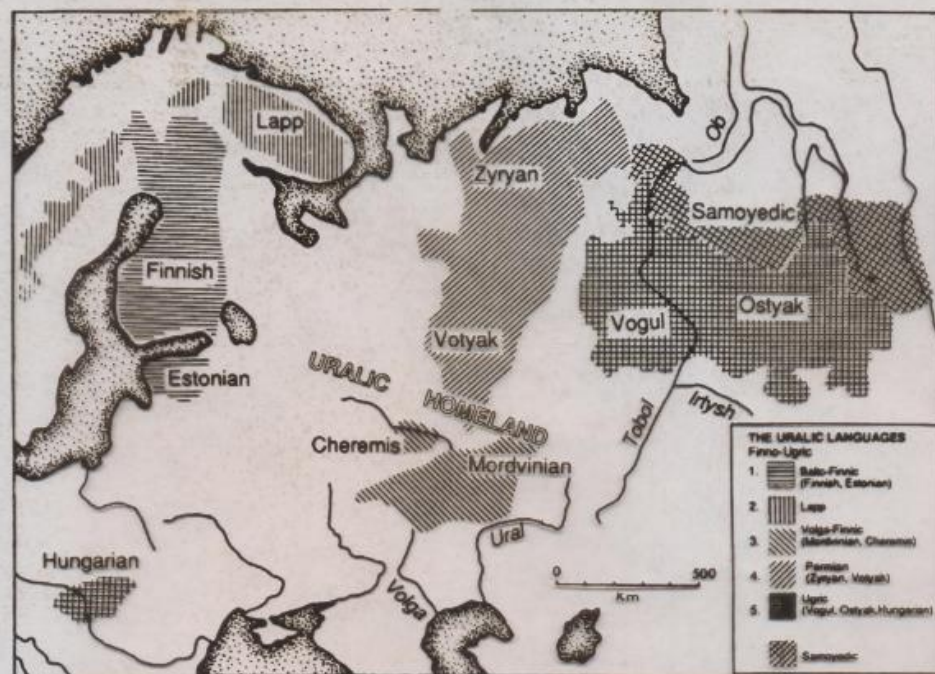 Lapp
Zyryan
Ob
Samoyedic
Finnish
Vogul
Ostyak
Votyak
Estonian
URALIC
HOMELAND
Cheremis
Mordvinian
Tobol
Irtysh
Ural
Volga
Hungarian
0 500
Km
THE URALIC LANGUAGES
Finno-Ugric
1. Balto-Finnic
(Finnish, Estonian)
2. Lapp
3. Volga-Finnic
(Mordvinian, Cheremis)
4. Permian
(Zyryan, Votyak)
5. Ugric
(Vogul, Ostyak, Hungarian)
Samoyedic